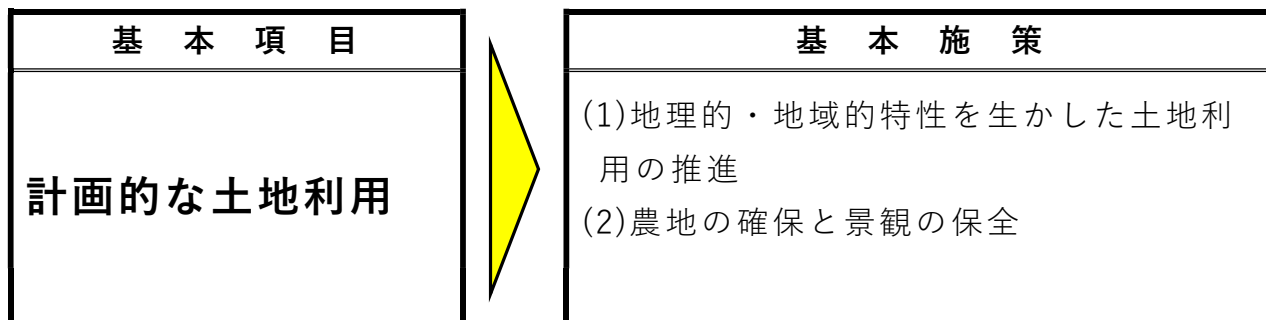 基本項目
基本施策
計画的な土地利用
(1)地理的・地域的特性を生かした土地利
用の推進
(2)農地の確保と景観の保全